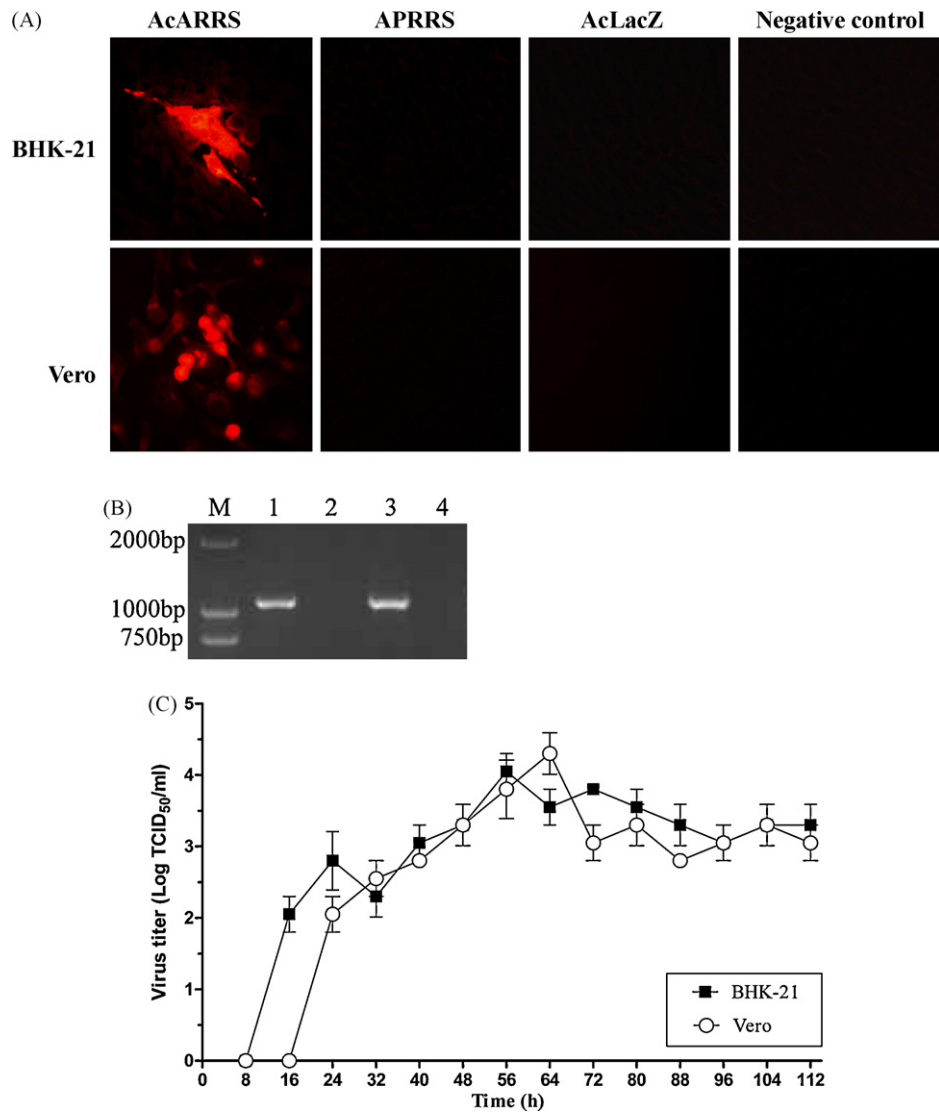 (A)
AcARRS APRRS AcLacZ Negative control
BHK-21
Vero
(B)
M 1 2 3 4
2000bp
1000bp
750bp
(C)
5
4
3
2
1
0
Virus titer (Log TCID50/ml)
0 8 16 24 32 40 48 56 64 72 80 88 96 104 112
Time (h)
BHK-21
Vero